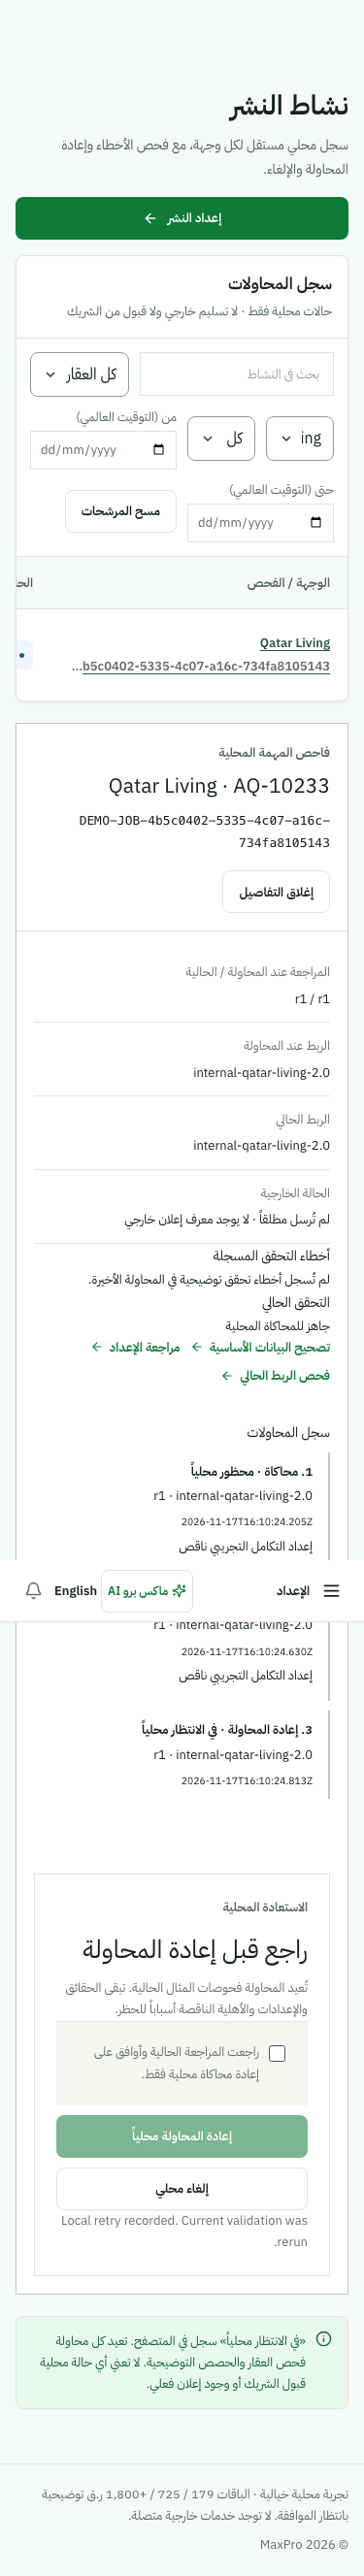 نشاط النشر
سجل محلي مستقل لكل وجهة، مع فحص الأخطاء وإعادة
المحاولة والإلغاء.
إعداد النشر ←
سجل المحاولات
حالات محلية فقط · لا تسليم خارجي ولا قبول من الشريك
بحث في النشاط
كل العقار
ing
كل
من (التوقيت العالمي)
dd/mm/yyyy
حتى (التوقيت العالمي)
dd/mm/yyyy
مسح المرشحات
الوجهة / الفحص
الحا
Qatar Living
...b5c0402-5335-4c07-a16c-734fa8105143
فاحص المهمة المحلية
Qatar Living · AQ-10233
DEMO-JOB-4b5c0402-5335-4c07-a16c-
734fa8105143
إغلاق التفاصيل
المراجعة عند المحاولة / الحالية
r1 / r1
الربط عند المحاولة
internal-qatar-living-2.0
الربط الحالي
internal-qatar-living-2.0
الحالة الخارجية
لم تُرسل مطلقاً · لا يوجد معرف إعلان خارجي
أخطاء التحقق المسجلة
لم تُسجل أخطاء تحقق توضيحية في المحاولة الأخيرة.
التحقق الحالي
جاهز للمحاكاة المحلية
تصحيح البيانات الأساسية ← مراجعة الإعداد ←
فحص الربط الحالي ←
سجل المحاولات
1. محاكاة · محظور محلياً
r1 · internal-qatar-living-2.0
2026-11-17T16:10:24.205Z
إعداد التكامل التجريبي ناقص
الإعداد
ماكس برو AI
English
r1 · internal-qatar-living-2.0
2026-11-17T16:10:24.630Z
إعداد التكامل التجريبي ناقص
3. إعادة المحاولة · في الانتظار محلياً
r1 · internal-qatar-living-2.0
2026-11-17T16:10:24.813Z
الاستعادة المحلية
راجع قبل إعادة المحاولة
تُعيد المحاولة فحوصات المثال الحالية. تبقى الحقائق
والإعدادات والأهلية الناقصة أسباباً للحظر.
راجعت المراجعة الحالية وأوافق على
إعادة محاكاة محلية فقط.
إعادة المحاولة محلياً
إلغاء محلي
Local retry recorded. Current validation was
rerun.
«في الانتظار محلياً» سجل في المتصفح. تعيد كل محاولة
فحص العقار والحصص التوضيحية. لا تعني أي حالة محلية
قبول الشريك أو وجود إعلان فعلي.
تجربة محلية خيالية · الباقات 179 / 725 / +1,800 ر.ق توضيحية
بانتظار الموافقة. لا توجد خدمات خارجية متصلة.
© 2026 MaxPro